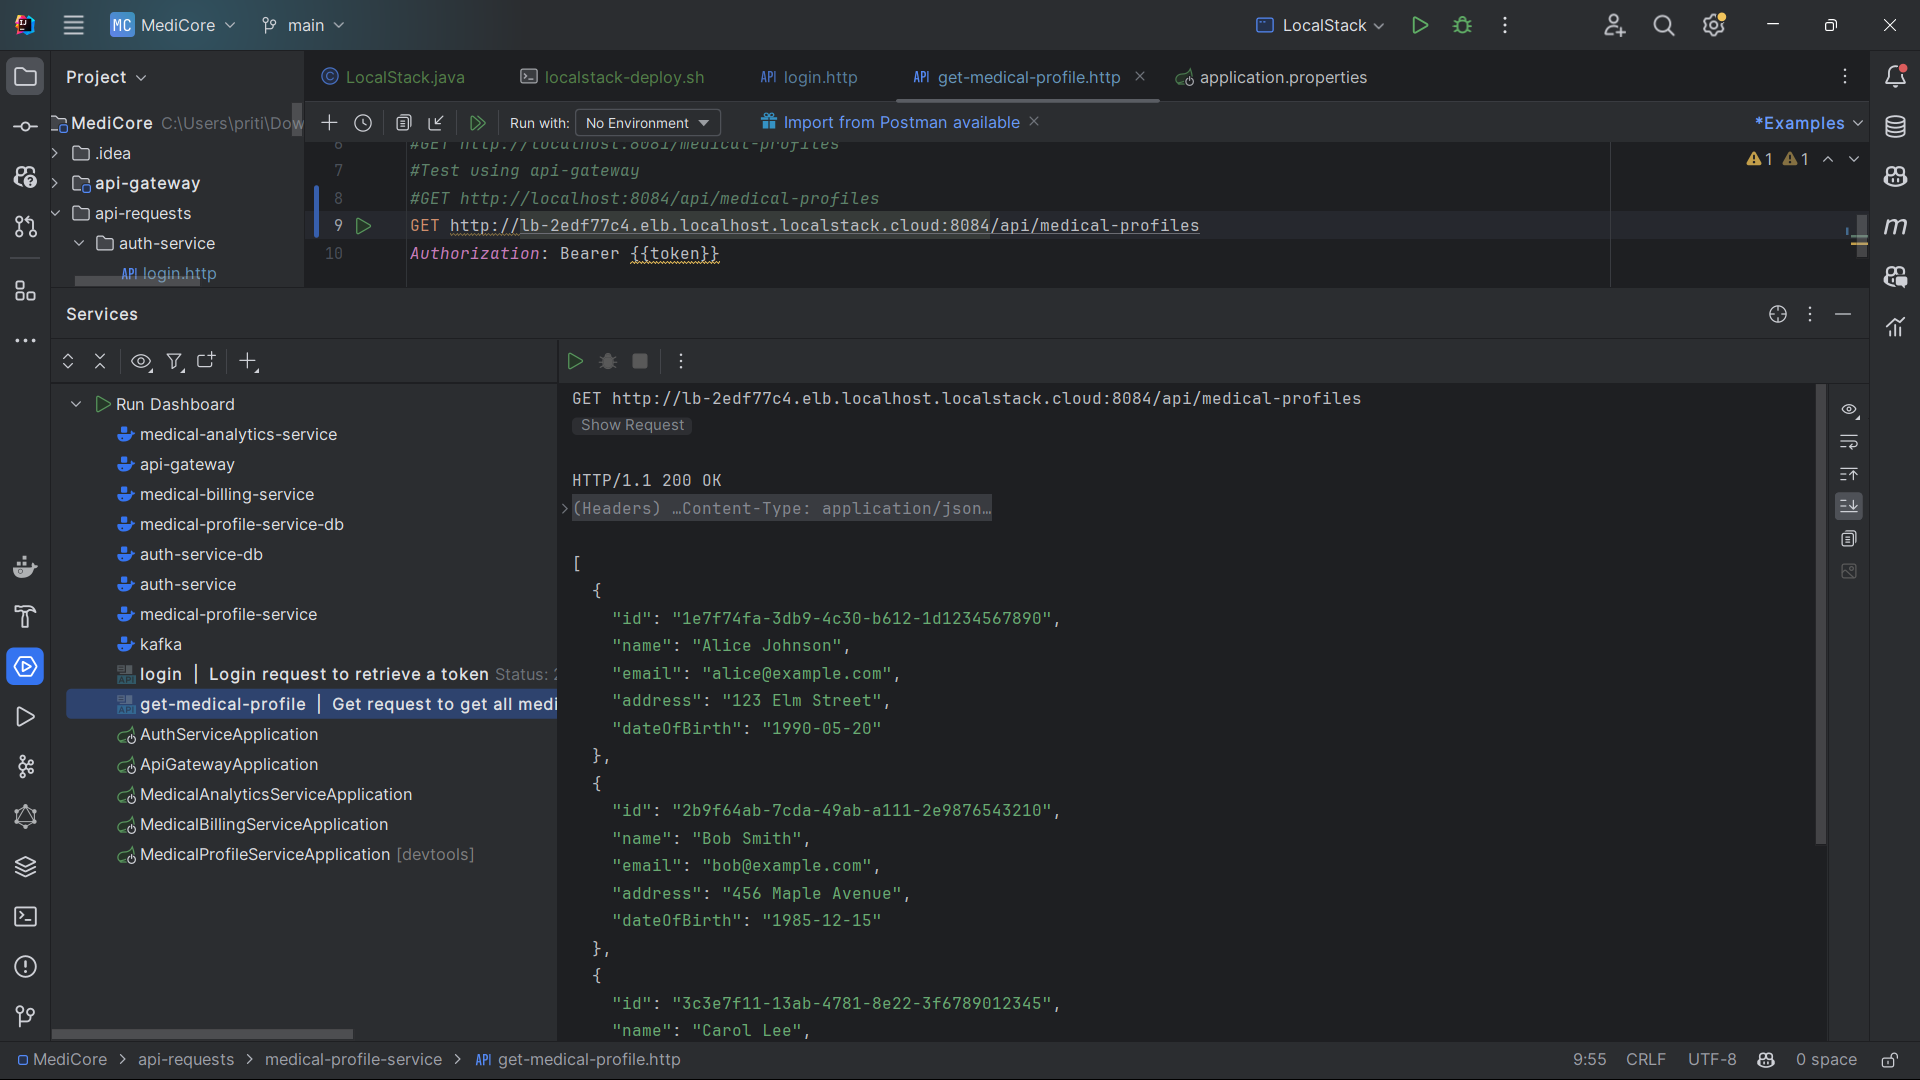 MC MediCore main LocalStack
Project
LocalStack.java localstack-deploy.sh API login.http API get-medical-profile.http application.properties
MediCore C:\Users\priti\Dow
.idea
api-gateway
api-requests
auth-service
API login.http
Run with: No Environment Import from Postman available *Examples
6 #GET http://localhost:8081/medical-profiles
7 #Test using api-gateway
8 #GET http://localhost:8084/api/medical-profiles
9 GET http://lb-2edf77c4.elb.localhost.localstack.cloud:8084/api/medical-profiles
10 Authorization: Bearer {{token}}
1 1
Services
Run Dashboard
medical-analytics-service
api-gateway
medical-billing-service
medical-profile-service-db
auth-service-db
auth-service
medical-profile-service
kafka
API login | Login request to retrieve a token Status: 2
API get-medical-profile | Get request to get all medi
AuthServiceApplication
ApiGatewayApplication
MedicalAnalyticsServiceApplication
MedicalBillingServiceApplication
MedicalProfileServiceApplication [devtools]
GET http://lb-2edf77c4.elb.localhost.localstack.cloud:8084/api/medical-profiles
Show Request
HTTP/1.1 200 OK
(Headers) …Content-Type: application/json…
[
{
"id": "1e7f74fa-3db9-4c30-b612-1d1234567890",
"name": "Alice Johnson",
"email": "alice@example.com",
"address": "123 Elm Street",
"dateOfBirth": "1990-05-20"
},
{
"id": "2b9f64ab-7cda-49ab-a111-2e9876543210",
"name": "Bob Smith",
"email": "bob@example.com",
"address": "456 Maple Avenue",
"dateOfBirth": "1985-12-15"
},
{
"id": "3c3e7f11-13ab-4781-8e22-3f6789012345",
"name": "Carol Lee",
MediCore > api-requests > medical-profile-service > API get-medical-profile.http 9:55 CRLF UTF-8 0 space